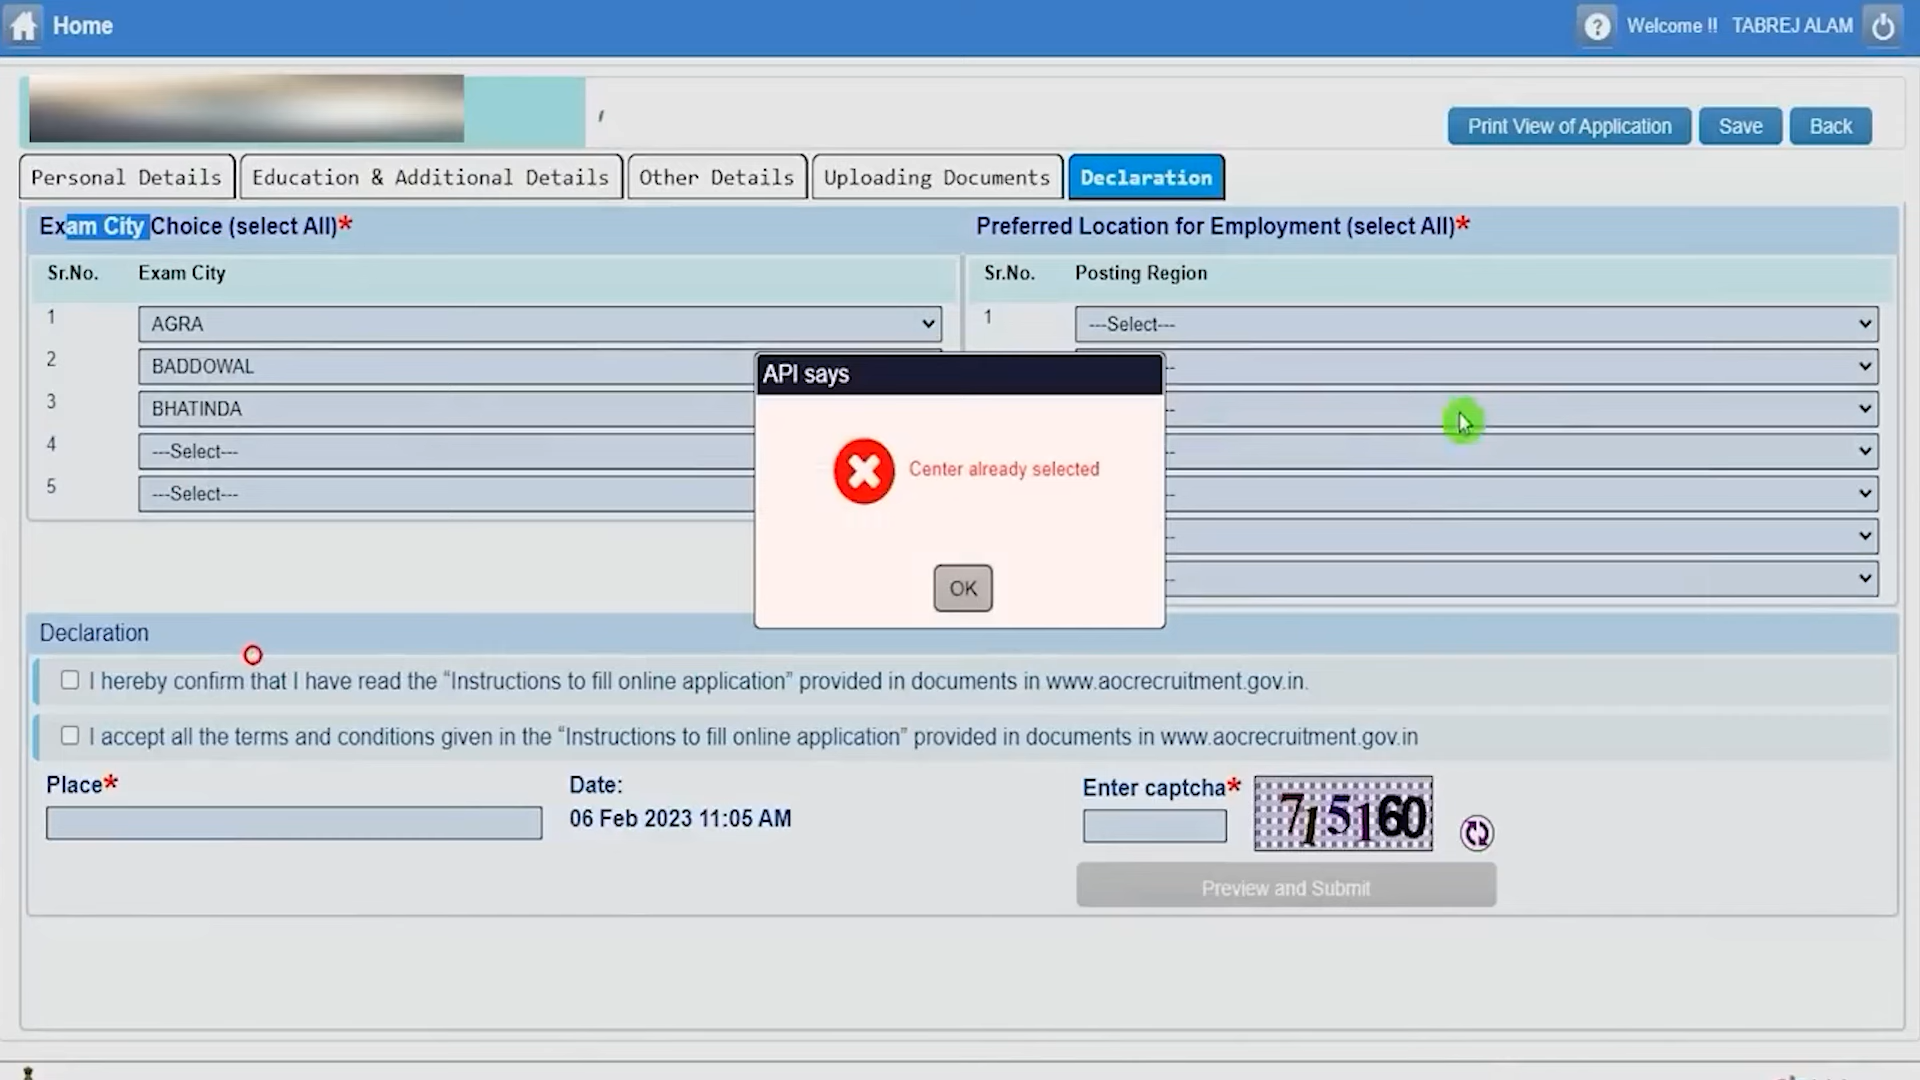 Home
Welcome !! TABREJ ALAM
Print View of Application Save Back
Personal Details Education & Additional Details Other Details Uploading Documents Declaration
Exam City Choice (select All)* Preferred Location for Employment (select All)*
Sr.No. Exam City Sr.No. Posting Region
1 AGRA 1 ---Select---
2 BADDOWAL
3 BHATINDA
4 ---Select---
5 ---Select---
API says
Center already selected
OK
Declaration
I hereby confirm that I have read the “Instructions to fill online application” provided in documents in www.aocrecruitment.gov.in.
I accept all the terms and conditions given in the “Instructions to fill online application” provided in documents in www.aocrecruitment.gov.in
Place* Date: Enter captcha* 715160
06 Feb 2023 11:05 AM
Preview and Submit